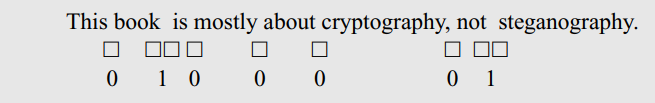 This book  is mostly about cryptography, not  steganography.
□ □□ □ □ □ □ □□
0 1 0 0 0 0 1